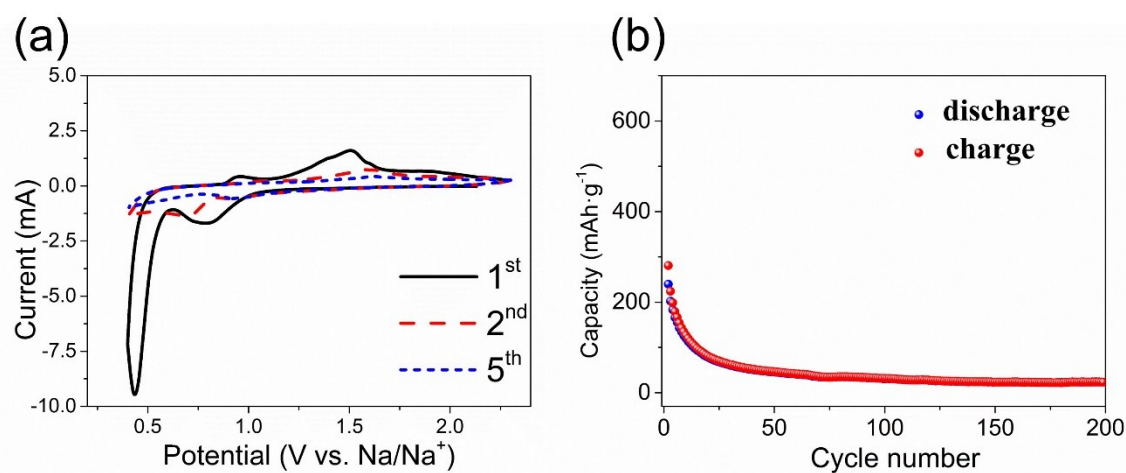 (a)
5.0
2.5
0.0
-2.5
-5.0
-7.5
-10.0
Current (mA)
1st
2nd
5th
0.5 1.0 1.5 2.0
Potential (V vs. Na/Na+)
(b)
600
400
200
0
Capacity (mAh·g-1)
discharge
charge
0 50 100 150 200
Cycle number